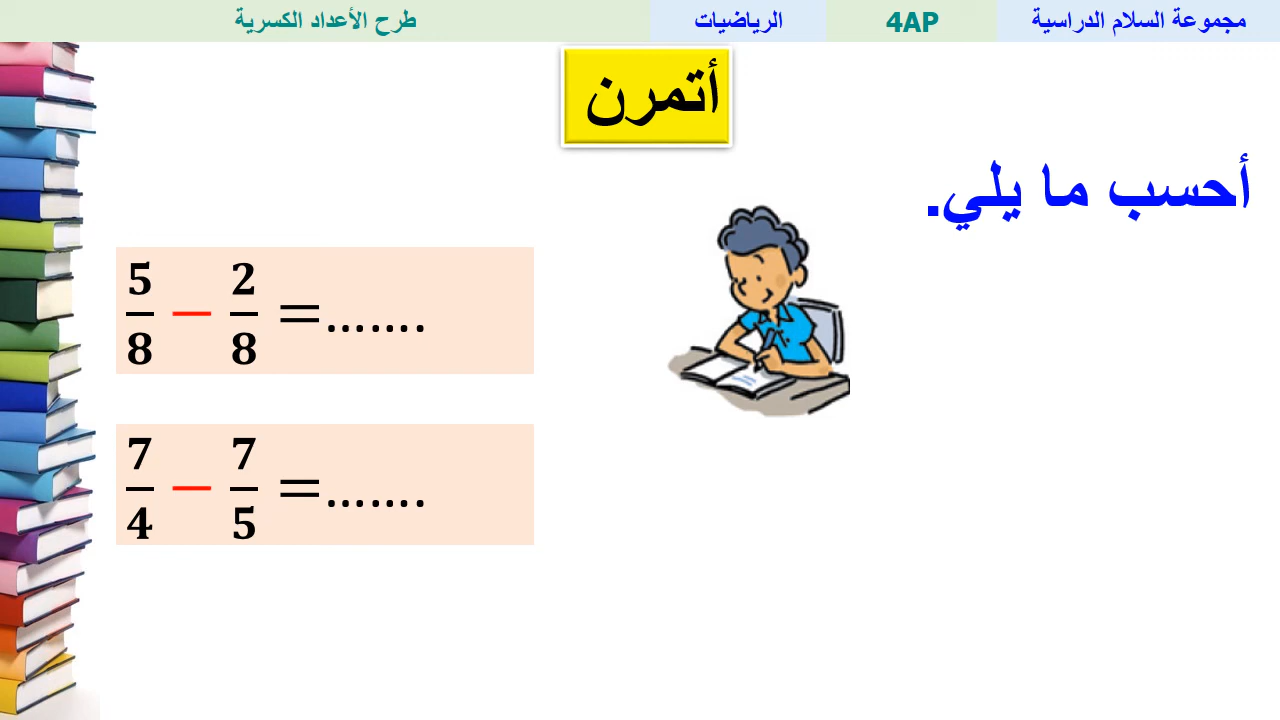 مجموعة السلام الدراسية 4AP الرياضيات طرح الأعداد الكسرية
أتمرن
أحسب ما يلي.
5/8 − 2/8 =.......
7/4 − 7/5 =.......